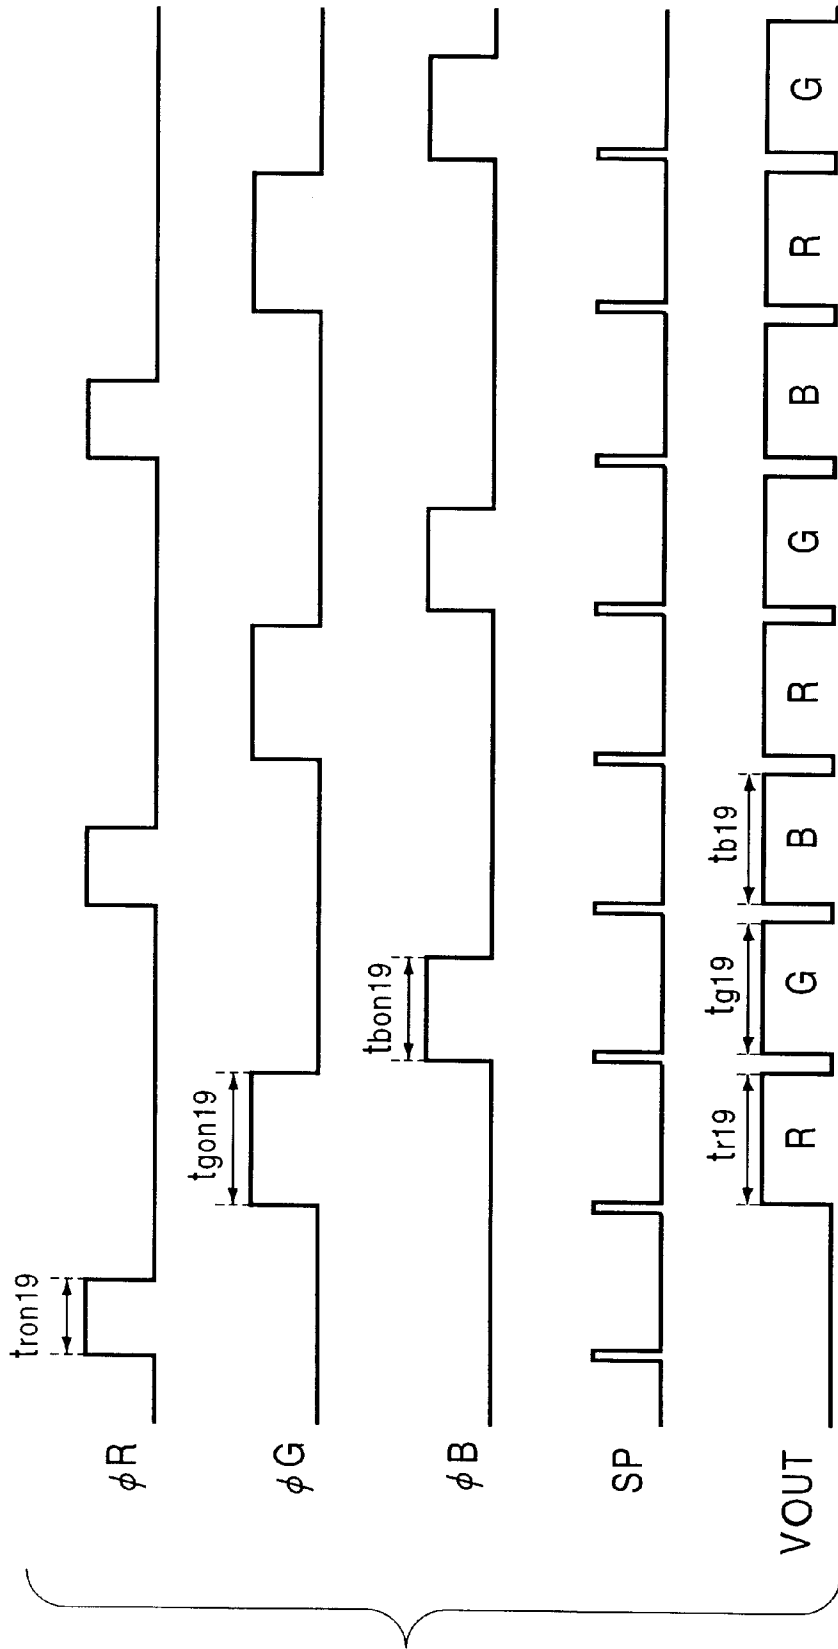 tron19
φR
tgon19
φG
tbon19
φB
SP
tr19 tg19 tb19
VOUT R G B R G B R G